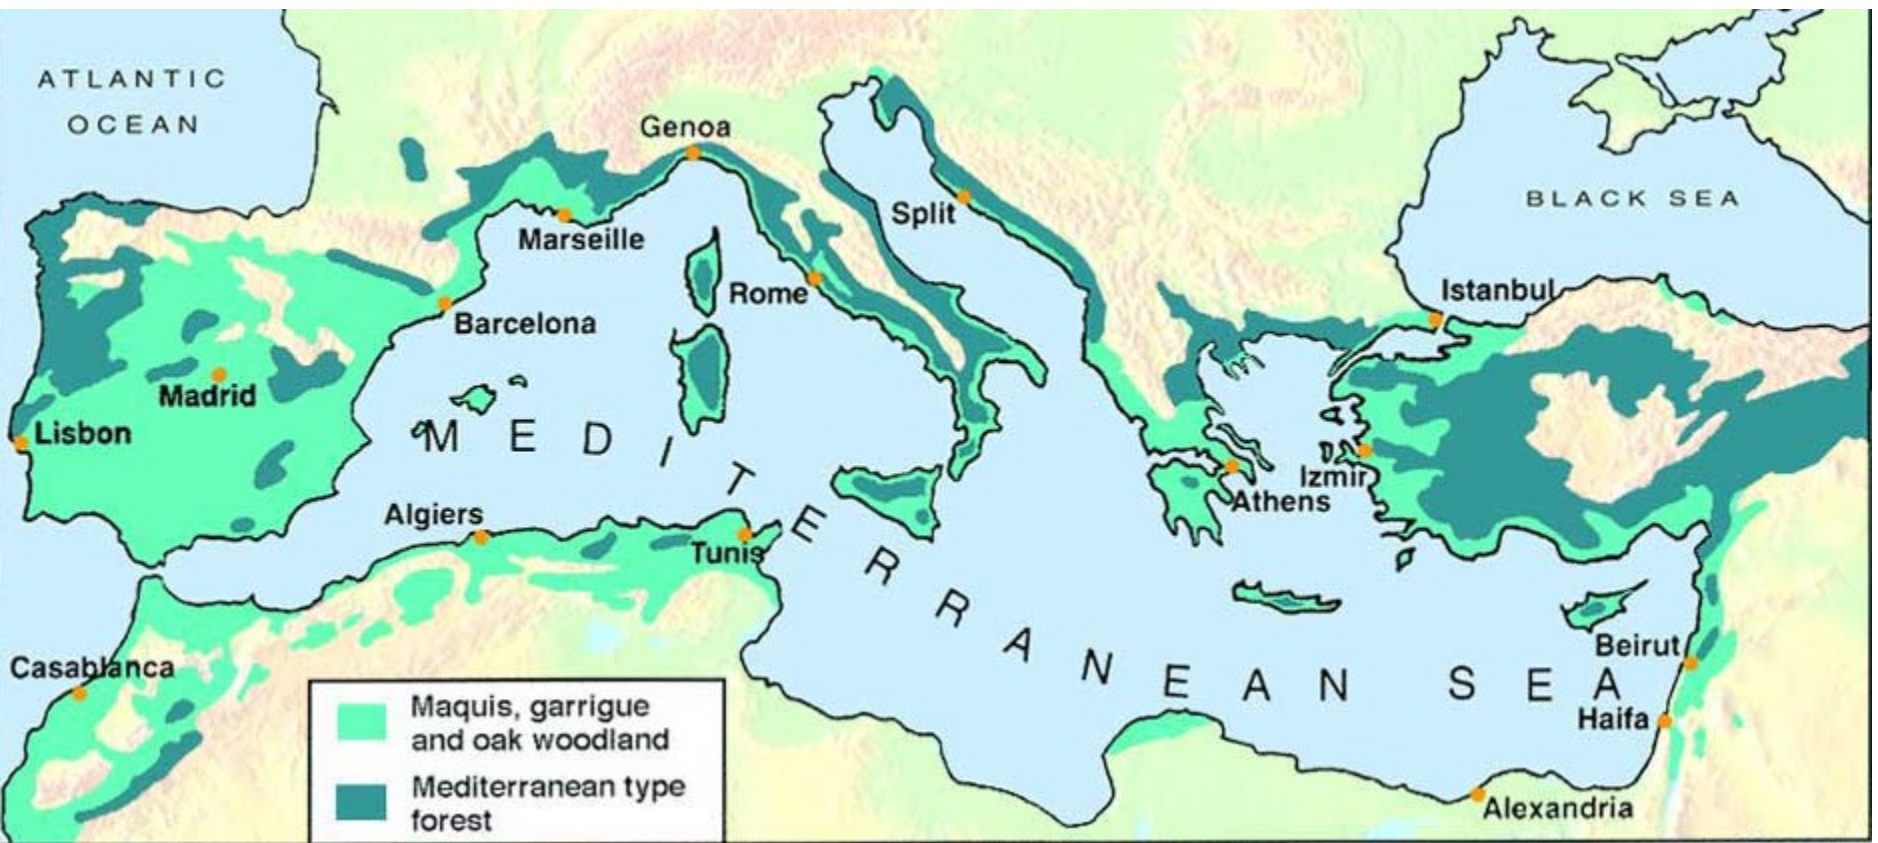 ATLANTIC
OCEAN
Genoa
BLACK SEA
Split
Marseille
Rome
Istanbul
Barcelona
Madrid
Lisbon
MEDITERRANEAN SEA
Izmir
Athens
Algiers
Tunis
Beirut
Casablanca
Haifa
Alexandria
Maquis, garrigue
and oak woodland
Mediterranean type
forest